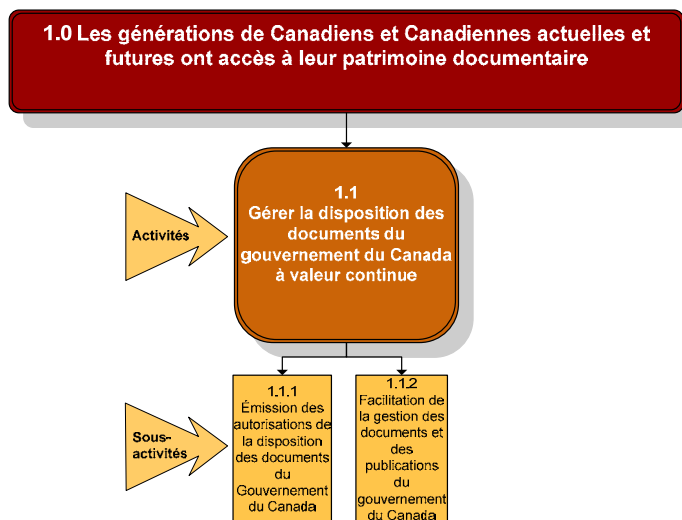 1.0 Les générations de Canadiens et Canadiennes actuelles et
futures ont accès à leur patrimoine documentaire
1.1
Gérer la disposition des
documents du
gouvernement du Canada
à valeur continue
Activités
1.1.1
Émission des
autorisations de
la disposition
des documents
du
Gouvernement
du Canada
1.1.2
Facilitation de
la gestion des
documents et
des
publications
du
gouvernement
du Canada
Sous-
activités